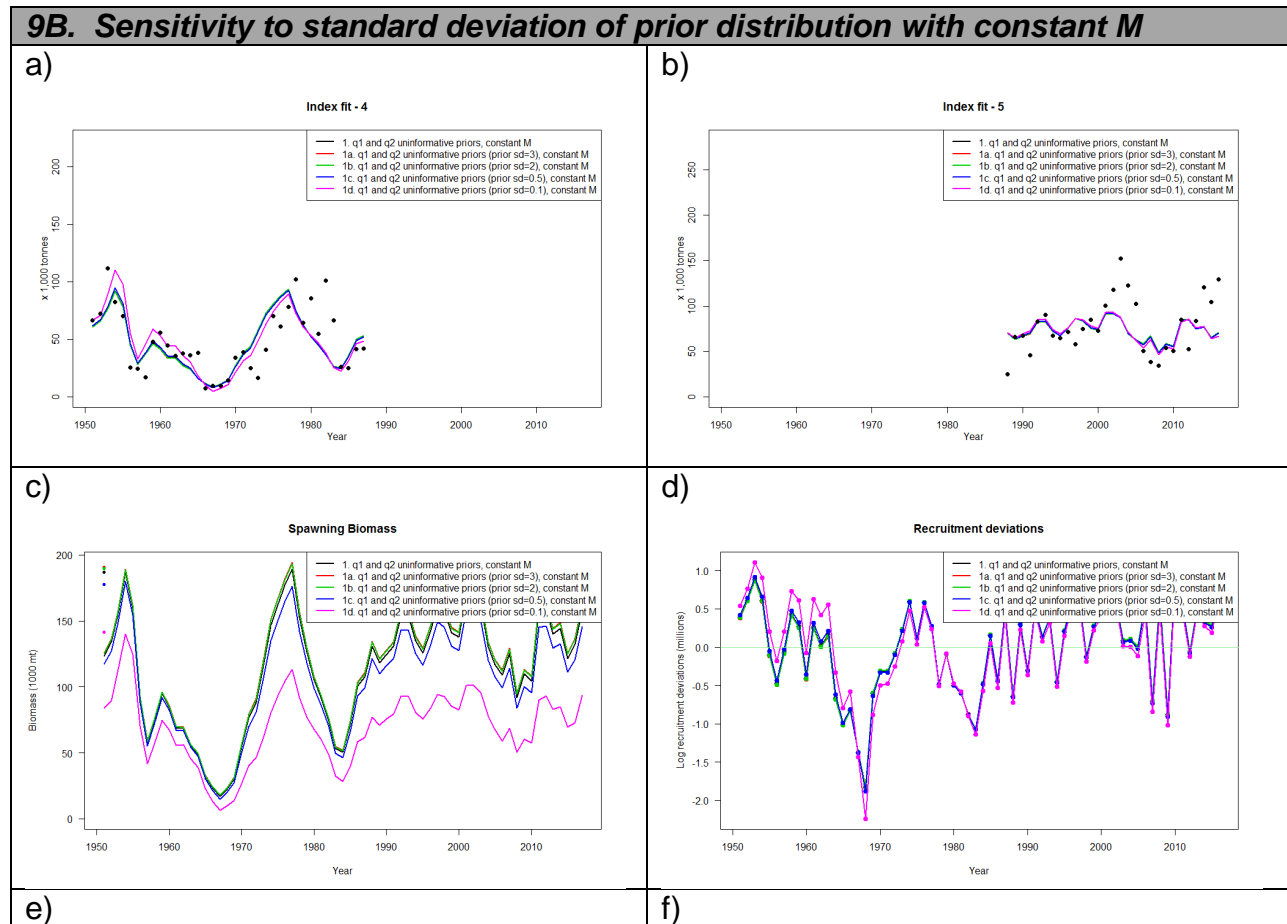 9B. Sensitivity to standard deviation of prior distribution with constant M
a)
Index fit - 4
x 1,000 tonnes
200
150
100
50
0
1. q1 and q2 uninformative priors, constant M
1a. q1 and q2 uninformative priors (prior sd=3), constant M
1b. q1 and q2 uninformative priors (prior sd=2), constant M
1c. q1 and q2 uninformative priors (prior sd=0.5), constant M
1d. q1 and q2 uninformative priors (prior sd=0.1), constant M
1950 1960 1970 1980 1990 2000 2010
Year
b)
Index fit - 5
x 1,000 tonnes
250
200
150
100
50
0
1. q1 and q2 uninformative priors, constant M
1a. q1 and q2 uninformative priors (prior sd=3), constant M
1b. q1 and q2 uninformative priors (prior sd=2), constant M
1c. q1 and q2 uninformative priors (prior sd=0.5), constant M
1d. q1 and q2 uninformative priors (prior sd=0.1), constant M
1950 1960 1970 1980 1990 2000 2010
Year
c)
Spawning Biomass
Biomass (1000 mt)
200
150
100
50
0
1. q1 and q2 uninformative priors, constant M
1a. q1 and q2 uninformative priors (prior sd=3), constant M
1b. q1 and q2 uninformative priors (prior sd=2), constant M
1c. q1 and q2 uninformative priors (prior sd=0.5), constant M
1d. q1 and q2 uninformative priors (prior sd=0.1), constant M
1950 1960 1970 1980 1990 2000 2010
Year
d)
Recruitment deviations
Log recruitment deviations (millions)
1.0
0.5
0.0
-0.5
-1.0
-1.5
-2.0
1. q1 and q2 uninformative priors, constant M
1a. q1 and q2 uninformative priors (prior sd=3), constant M
1b. q1 and q2 uninformative priors (prior sd=2), constant M
1c. q1 and q2 uninformative priors (prior sd=0.5), constant M
1d. q1 and q2 uninformative priors (prior sd=0.1), constant M
1950 1960 1970 1980 1990 2000 2010
Year
e)
f)